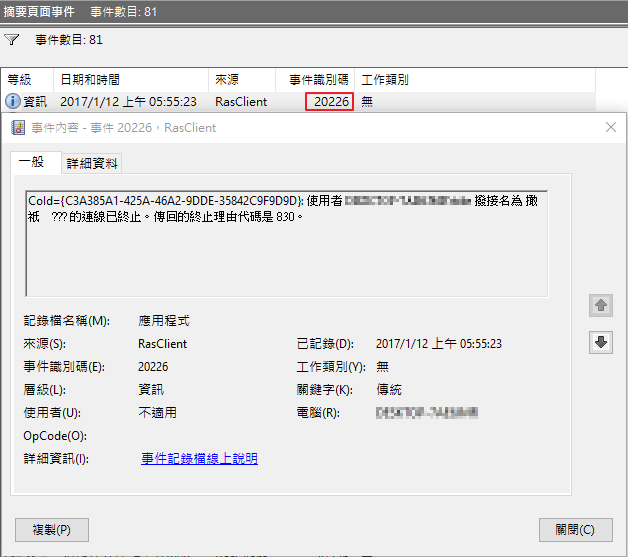 摘要頁面事件 事件數目: 81
事件數目: 81
等級 日期和時間 來源 事件識別碼 工作類別
資訊 2017/1/12 上午 05:55:23 RasClient 20226 無
事件內容 - 事件 20226，RasClient
一般 詳細資料
CoId={C3A385A1-425A-46A2-9DDE-35842C9F9D9D}: 使用者 撥接名為 撖
祇 ??? 的連線已終止。傳回的終止理由代碼是 830。
記錄檔名稱(M): 應用程式
來源(S): RasClient 已記錄(D): 2017/1/12 上午 05:55:23
事件識別碼(E): 20226 工作類別(Y): 無
層級(L): 資訊 關鍵字(K): 傳統
使用者(U): 不適用 電腦(R):
OpCode(O):
詳細資訊(I): 事件記錄檔線上說明
複製(P) 關閉(C)